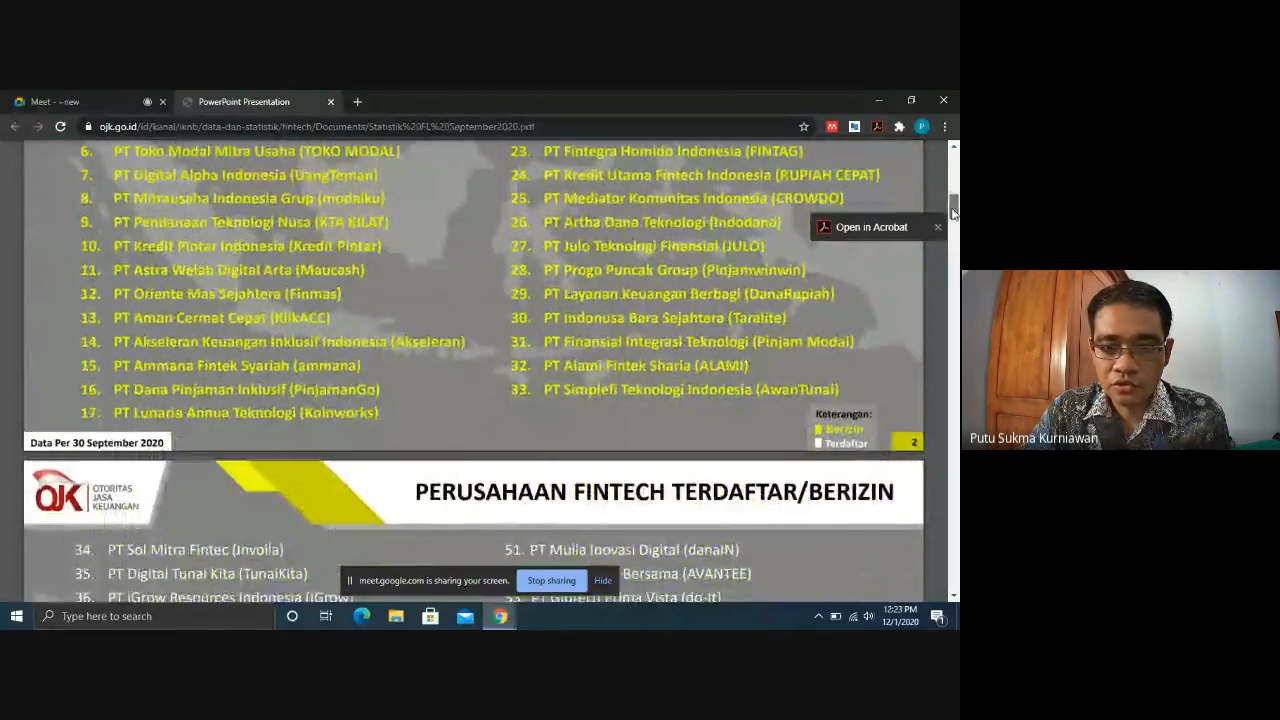 Meet - ~new
PowerPoint Presentation
ojk.go.id/id/kanal/iknb/data-dan-statistik/fintech/Documents/Statistik%20FL%20September2020.pdf
P
6. PT Toko Modal Mitra Usaha (TOKO MODAL)
7. PT Digital Alpha Indonesia (UangTeman)
8. PT Mitrausaha Indonesia Grup (modalku)
9. PT Pendanaan Teknologi Nusa (KTA KILAT)
10. PT Kredit Pintar Indonesia (Kredit Pintar)
11. PT Astra Welab Digital Arta (Maucash)
12. PT Oriente Mas Sejahtera (Finmas)
13. PT Aman Cermat Cepat (KlikACC)
14. PT Akseleran Keuangan Inklusif Indonesia (Akseleran)
15. PT Ammana Fintek Syariah (ammana)
16. PT Dana Pinjaman Inklusif (PinjamanGo)
17. PT Lunaria Annua Teknologi (Koinworks)
23. PT Fintegra Homido Indonesia (FINTAG)
24. PT Kredit Utama Fintech Indonesia (RUPIAH CEPAT)
25. PT Mediator Komunitas Indonesia (CROWDO)
26. PT Artha Dana Teknologi (Indodana)
27. PT Julo Teknologi Finansial (JULO)
28. PT Progo Puncak Group (Pinjamwinwin)
29. PT Layanan Keuangan Berbagi (DanaRupiah)
30. PT Indonusa Bara Sejahtera (Taralite)
31. PT Finansial Integrasi Teknologi (Pinjam Modal)
32. PT Alami Fintek Sharia (ALAMI)
33. PT Simplefi Teknologi Indonesia (AwanTunai)
Open in Acrobat
Keterangan:
Berizin
Terdaftar
Data Per 30 September 2020
2
OJK
OTORITAS
JASA
KEUANGAN
PERUSAHAAN FINTECH TERDAFTAR/BERIZIN
34. PT Sol Mitra Fintec (Invoila)
35. PT Digital Tunai Kita (TunaiKita)
36. PT iGrow Resources Indonesia (iGrow)
51. PT Mulia Inovasi Digital (danaIN)
Bersama (AVANTEE)
meet.google.com is sharing your screen.
Stop sharing
Hide
Type here to search
12:23 PM
12/1/2020
Putu Sukma Kurniawan